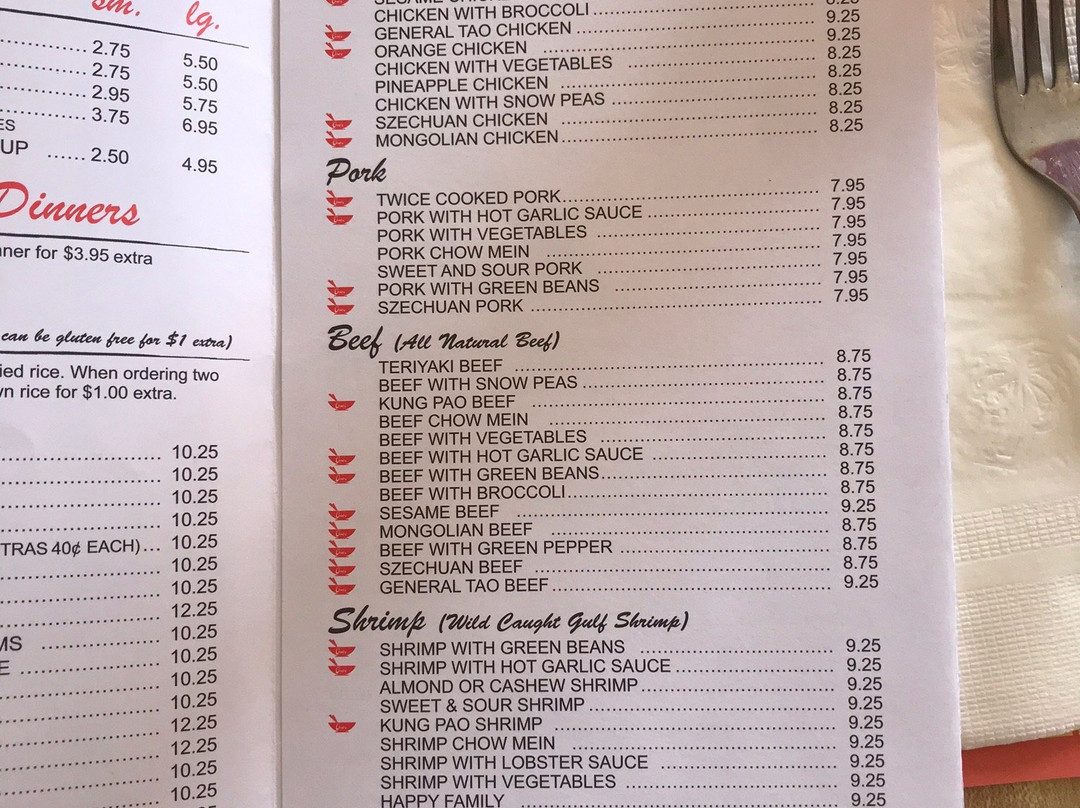 sm. lg.
2.75 5.50
2.75 5.50
2.95 5.75
3.75 6.95
ES
UP ...... 2.50 4.95
Dinners
nner for $3.95 extra
can be gluten free for $1 extra)
ied rice. When ordering two
n rice for $1.00 extra.
10.25
10.25
10.25
10.25
TRAS 40¢ EACH)... 10.25
10.25
10.25
12.25
MS 10.25
E 10.25
10.25
10.25
12.25
12.25
10.25
10.25
SESAME CHICKEN
CHICKEN WITH BROCCOLI 8.25
GENERAL TAO CHICKEN 9.25
ORANGE CHICKEN 9.25
CHICKEN WITH VEGETABLES 8.25
PINEAPPLE CHICKEN 8.25
CHICKEN WITH SNOW PEAS 8.25
SZECHUAN CHICKEN 8.25
MONGOLIAN CHICKEN 8.25
Pork
TWICE COOKED PORK 7.95
PORK WITH HOT GARLIC SAUCE 7.95
PORK WITH VEGETABLES 7.95
PORK CHOW MEIN 7.95
SWEET AND SOUR PORK 7.95
PORK WITH GREEN BEANS 7.95
SZECHUAN PORK 7.95
Beef (All Natural Beef)
TERIYAKI BEEF 8.75
BEEF WITH SNOW PEAS 8.75
KUNG PAO BEEF 8.75
BEEF CHOW MEIN 8.75
BEEF WITH VEGETABLES 8.75
BEEF WITH HOT GARLIC SAUCE 8.75
BEEF WITH GREEN BEANS 8.75
BEEF WITH BROCCOLI 8.75
SESAME BEEF 9.25
MONGOLIAN BEEF 8.75
BEEF WITH GREEN PEPPER 8.75
SZECHUAN BEEF 8.75
GENERAL TAO BEEF 9.25
Shrimp (Wild Caught Gulf Shrimp)
SHRIMP WITH GREEN BEANS 9.25
SHRIMP WITH HOT GARLIC SAUCE 9.25
ALMOND OR CASHEW SHRIMP 9.25
SWEET & SOUR SHRIMP 9.25
KUNG PAO SHRIMP 9.25
SHRIMP CHOW MEIN 9.25
SHRIMP WITH LOBSTER SAUCE 9.25
SHRIMP WITH VEGETABLES 9.25
HAPPY FAMILY 9.25